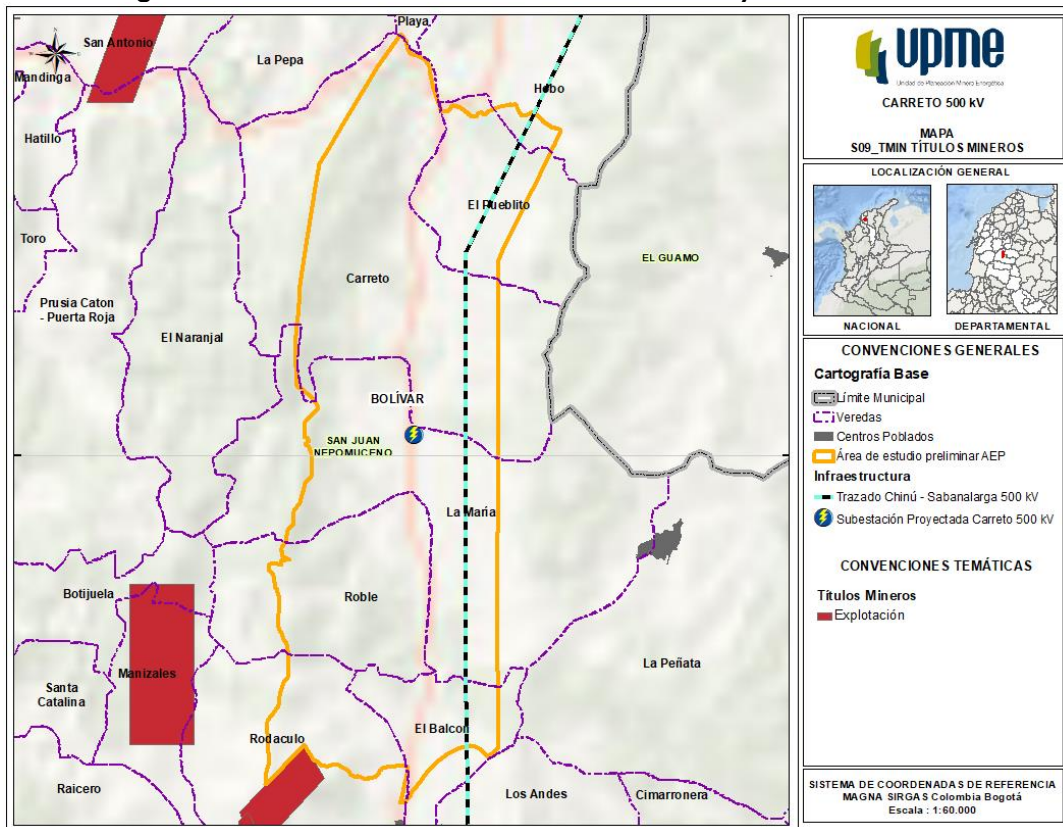 San Antonio
Playa
La Pepa
Mandinga
Hobo
Hatillo
El Pueblito
Toro
Carreto
EL GUAMO
Prusia Caton
- Puerta Roja
El Naranjal
BOLÍVAR
SAN JUAN
NEPOMUCENO
La María
Botijuela
Roble
Manizales
La Peñata
Santa
Catalina
El Balcon
Rodaculo
Raicero
Los Andes
Cimarronera
upme
Unidad de Planeación Minero Energética
CARRETO 500 kV
MAPA
S09_TMIN TÍTULOS MINEROS
LOCALIZACIÓN GENERAL
NACIONAL
DEPARTAMENTAL
CONVENCIONES GENERALES
Cartografía Base
Límite Municipal
Veredas
Centros Poblados
Área de estudio preliminar AEP
Infraestructura
Trazado Chinú - Sabanalarga 500 kV
Subestación Proyectada Carreto 500 kV
CONVENCIONES TEMÁTICAS
Títulos Mineros
Explotación
SISTEMA DE COORDENADAS DE REFERENCIA
MAGNA SIRGAS Colombia Bogotá
Escala : 1:60.000